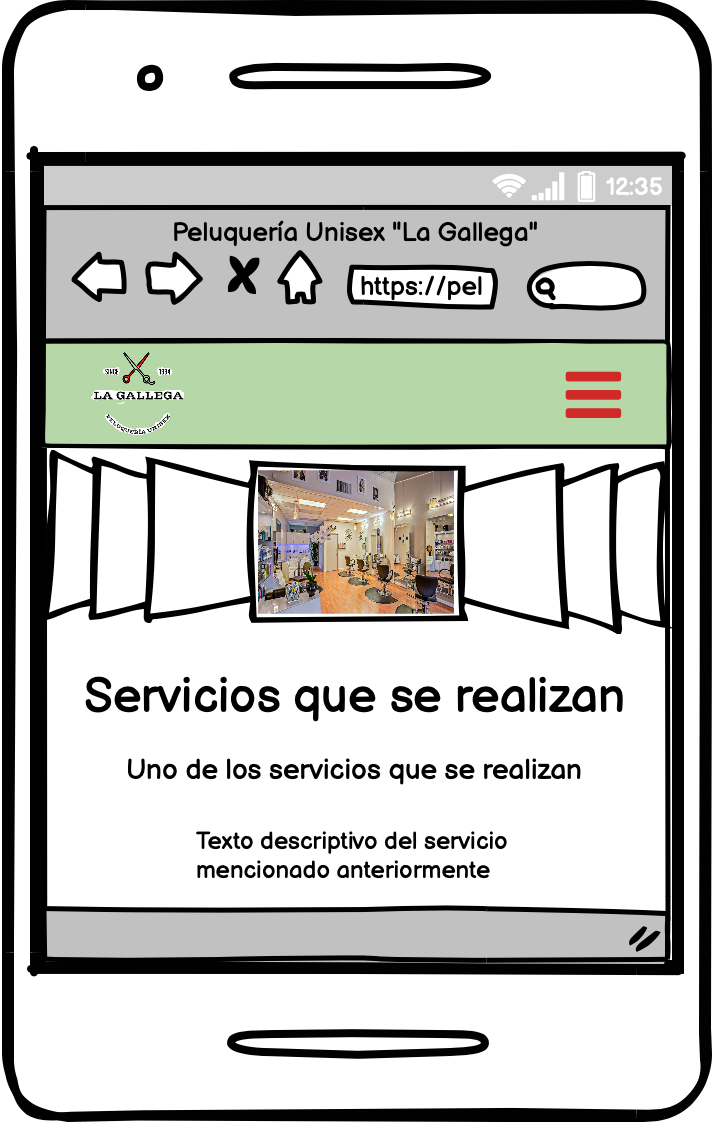 12:35
Peluquería Unisex "La Gallega"
https://pel
SINCE 1994
LA GALLEGA
PELUQUERÍA UNISEX
Servicios que se realizan
Uno de los servicios que se realizan
Texto descriptivo del servicio
mencionado anteriormente